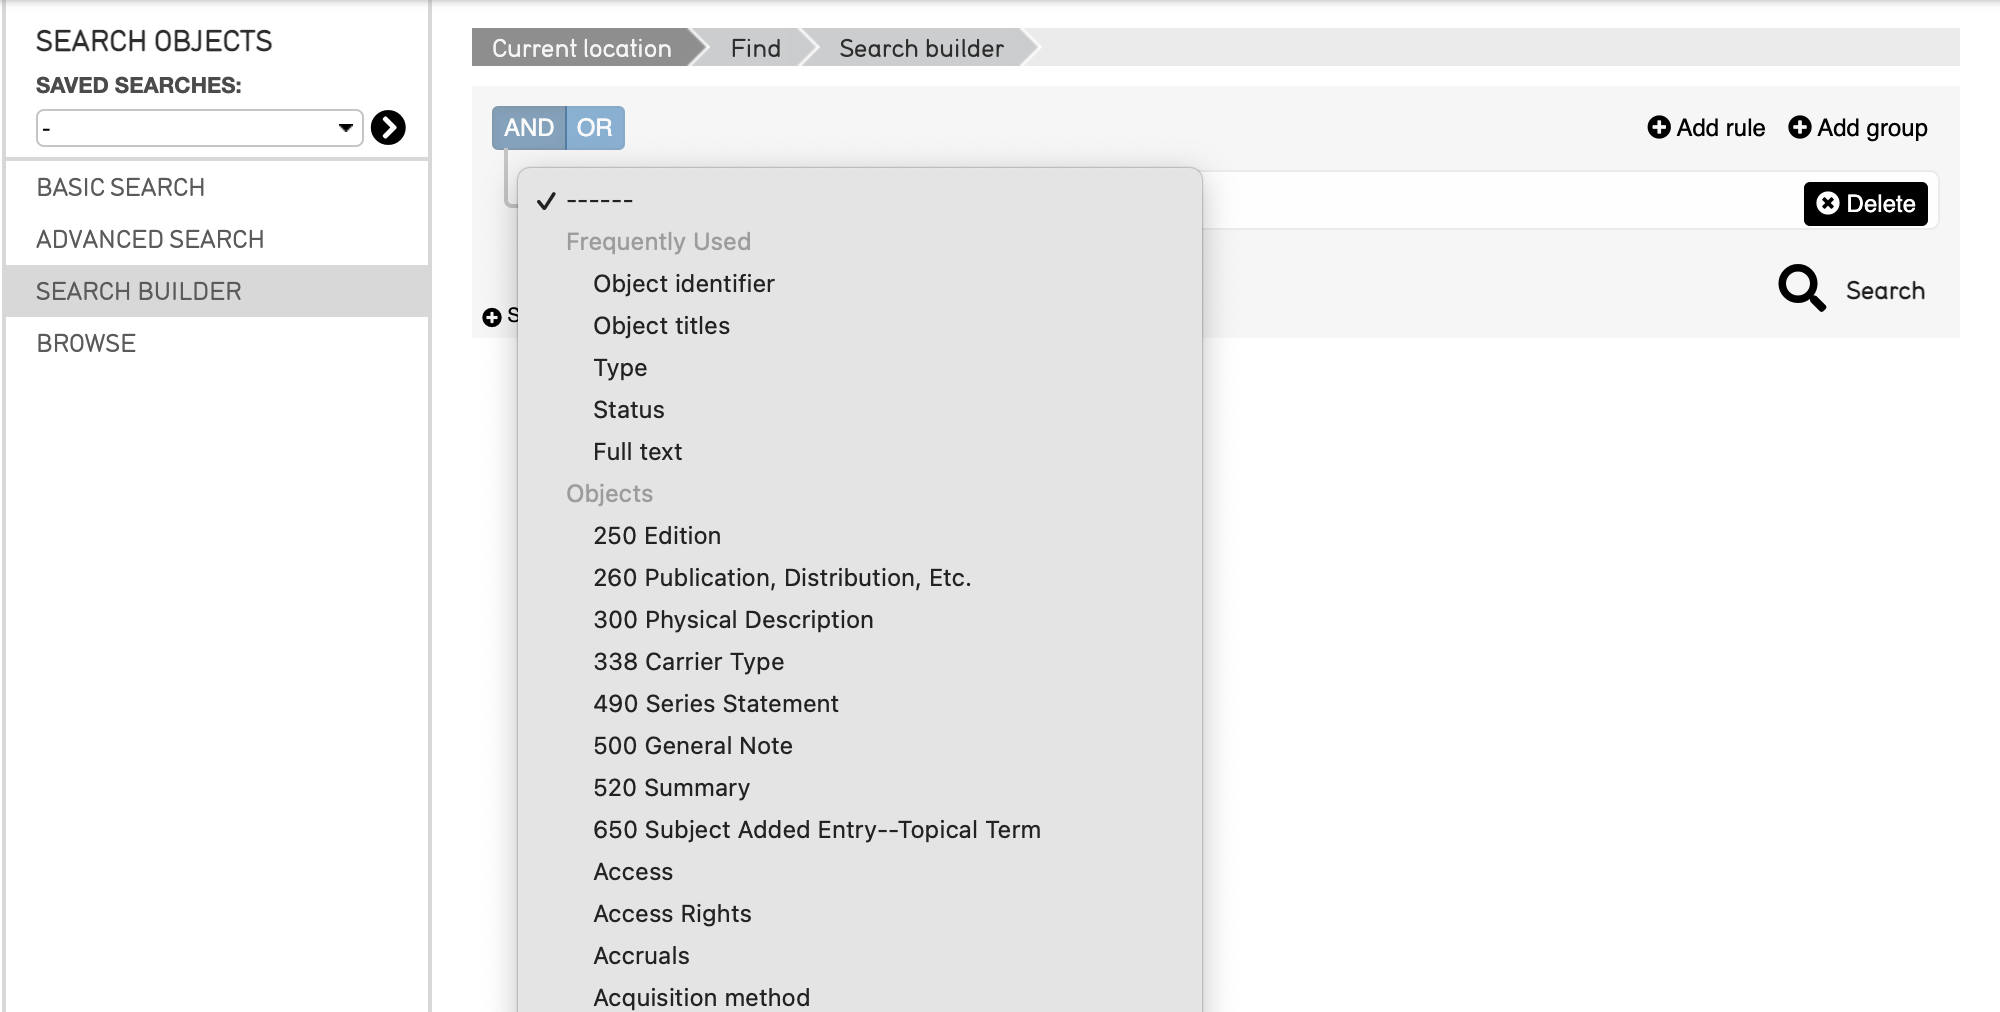 SEARCH OBJECTS
SAVED SEARCHES:
-
BASIC SEARCH
ADVANCED SEARCH
SEARCH BUILDER
BROWSE
Current location Find Search builder
AND OR
Add rule Add group
------
Delete
Frequently Used
Object identifier
Search
Object titles
S
Type
Status
Full text
Objects
250 Edition
260 Publication, Distribution, Etc.
300 Physical Description
338 Carrier Type
490 Series Statement
500 General Note
520 Summary
650 Subject Added Entry--Topical Term
Access
Access Rights
Accruals
Acquisition method